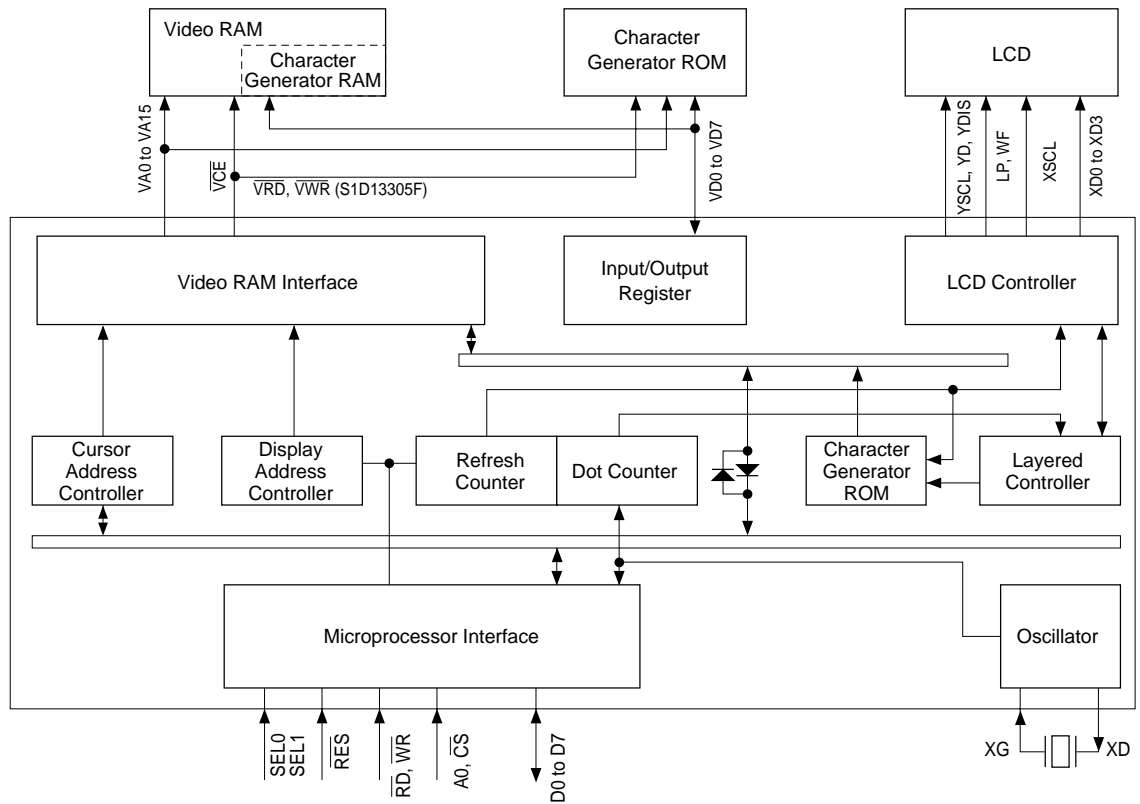 Video RAM
Character
Generator RAM
Character
Generator ROM
LCD
VA0 to VA15
VCE
VRD, VWR (S1D13305F)
VD0 to VD7
YSCL, YD, YDIS
LP, WF
XSCL
XD0 to XD3
Video RAM Interface
Input/Output
Register
LCD Controller
Cursor
Address
Controller
Display
Address
Controller
Refresh
Counter
Dot Counter
Character
Generator
ROM
Layered
Controller
Microprocessor Interface
Oscillator
SEL0
SEL1
RES
RD, WR
A0, CS
D0 to D7
XG
XD